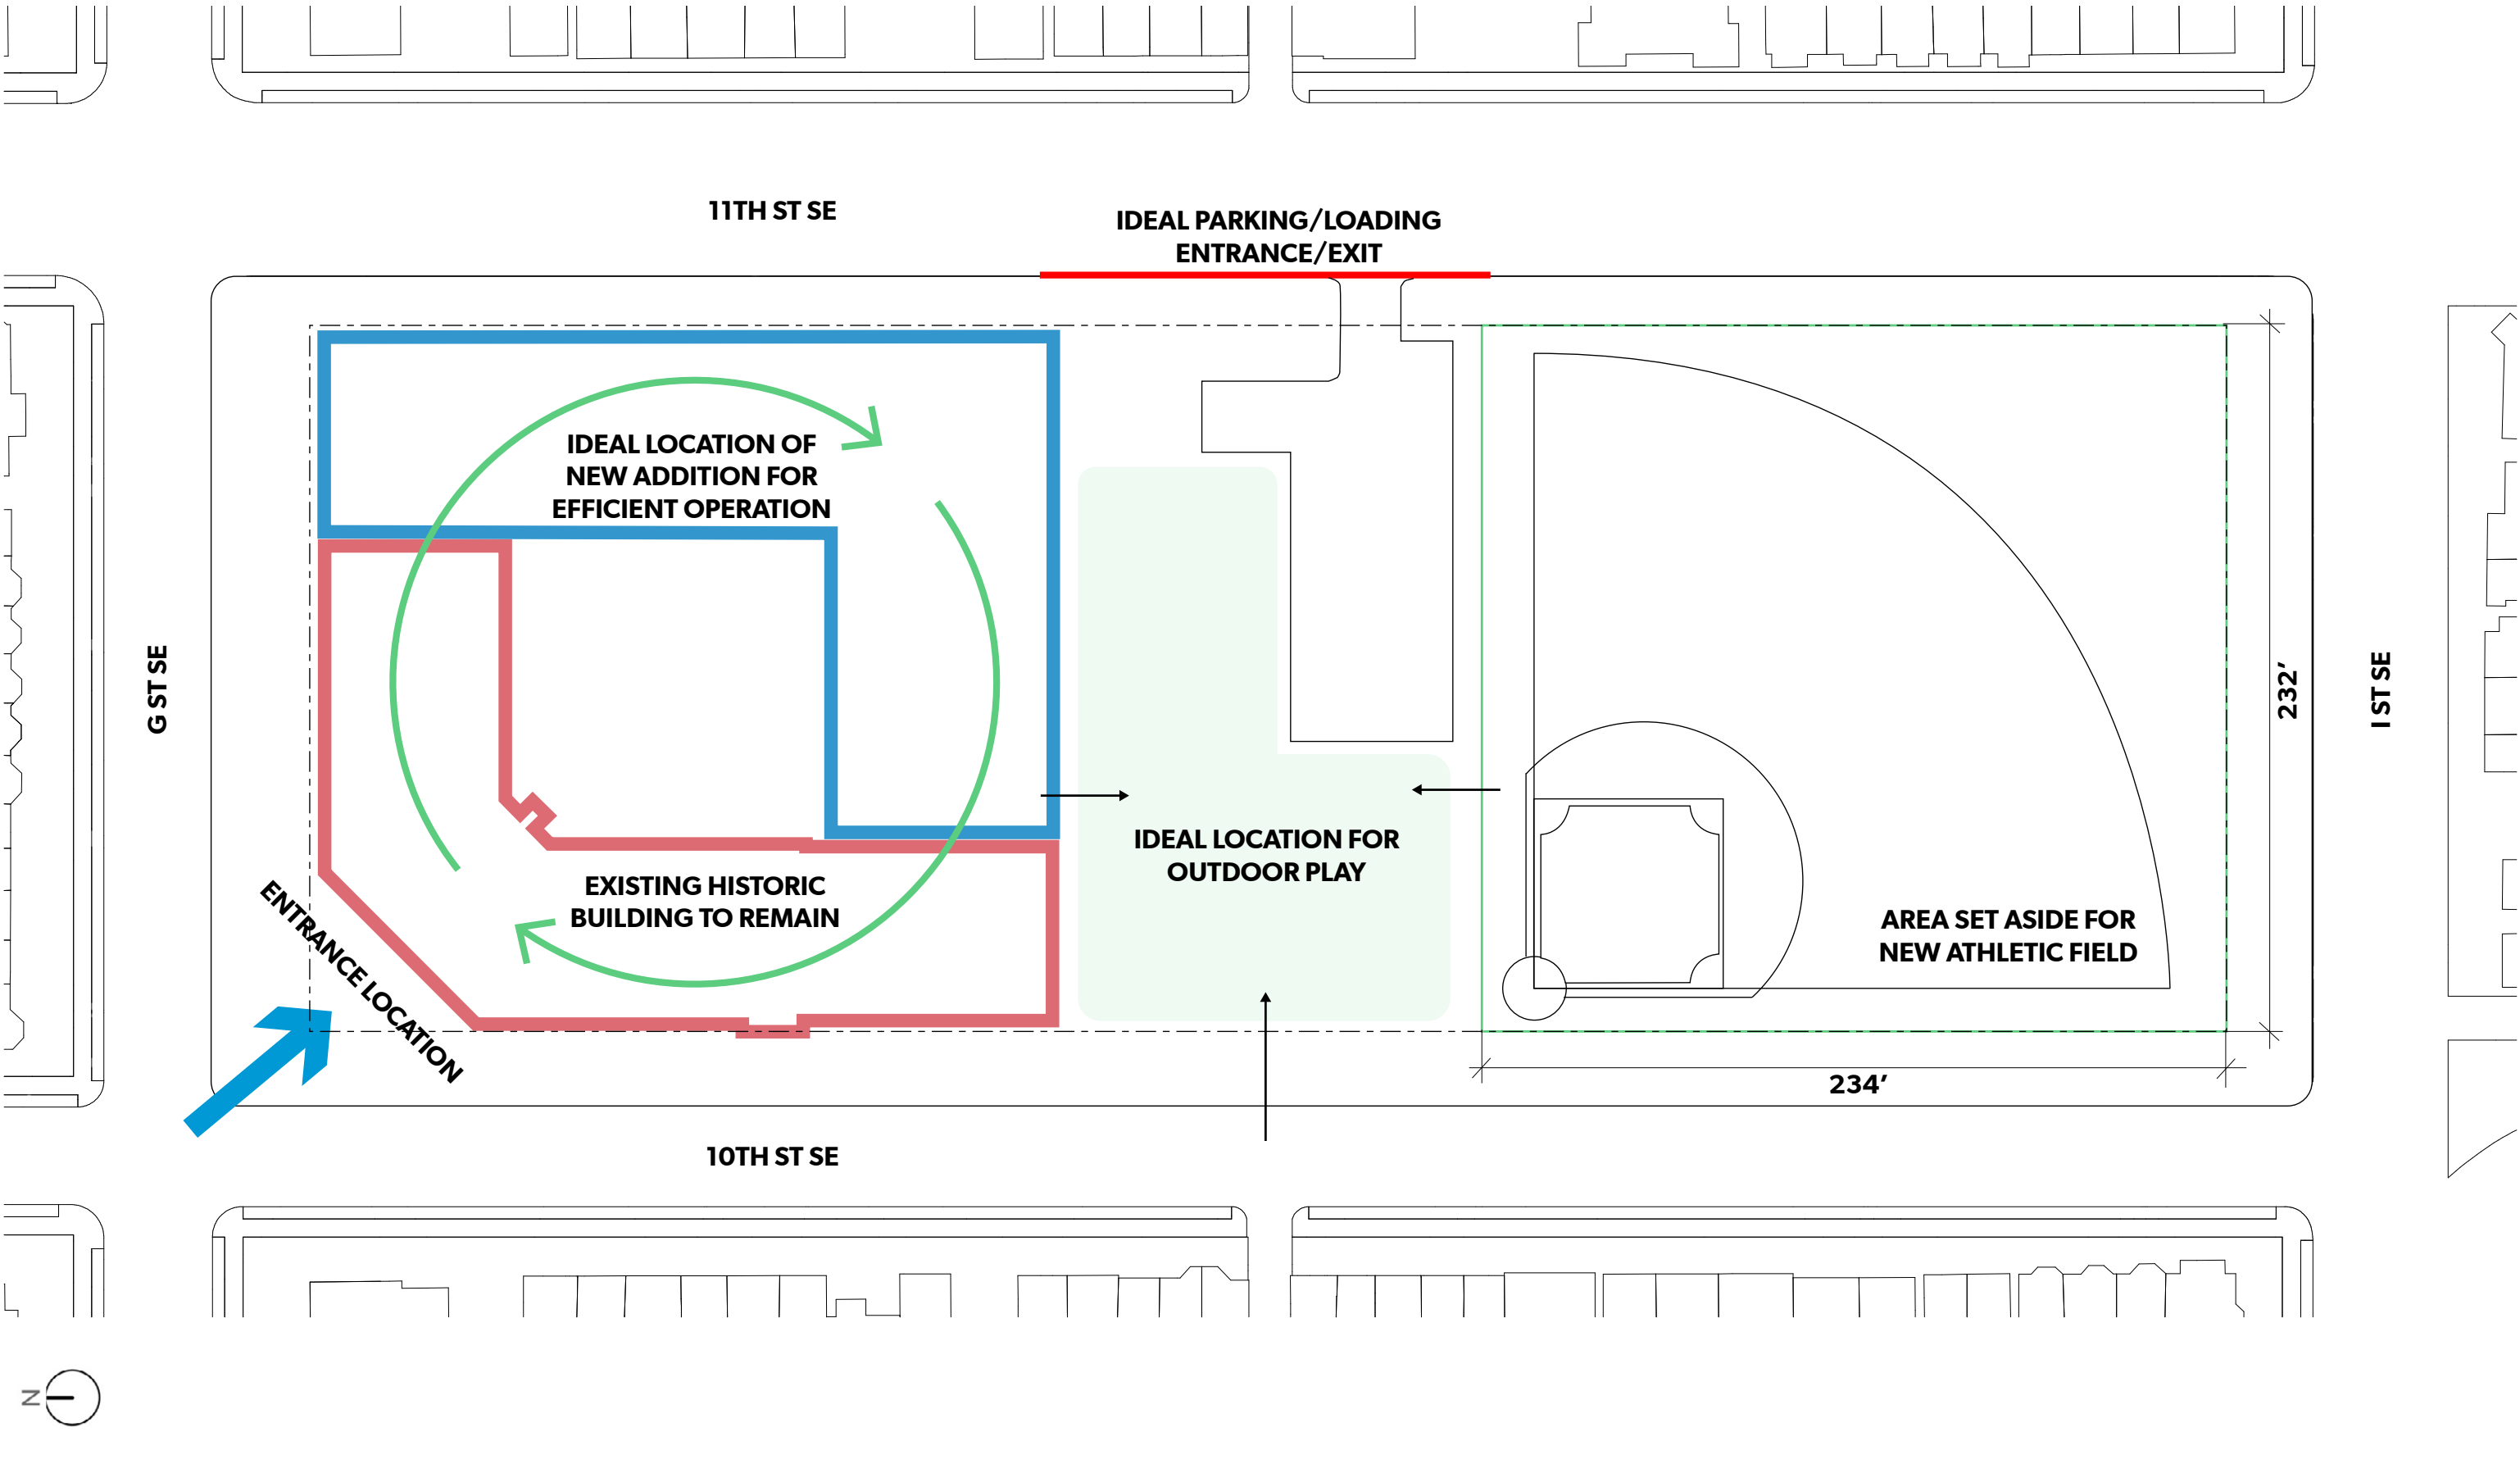 11TH ST SE
IDEAL PARKING/LOADING
ENTRANCE/EXIT
IDEAL LOCATION OF
NEW ADDITION FOR
EFFICIENT OPERATION
G ST SE
232’
I ST SE
IDEAL LOCATION FOR
OUTDOOR PLAY
EXISTING HISTORIC
BUILDING TO REMAIN
ENTRANCE LOCATION
AREA SET ASIDE FOR
NEW ATHLETIC FIELD
234’
10TH ST SE
N